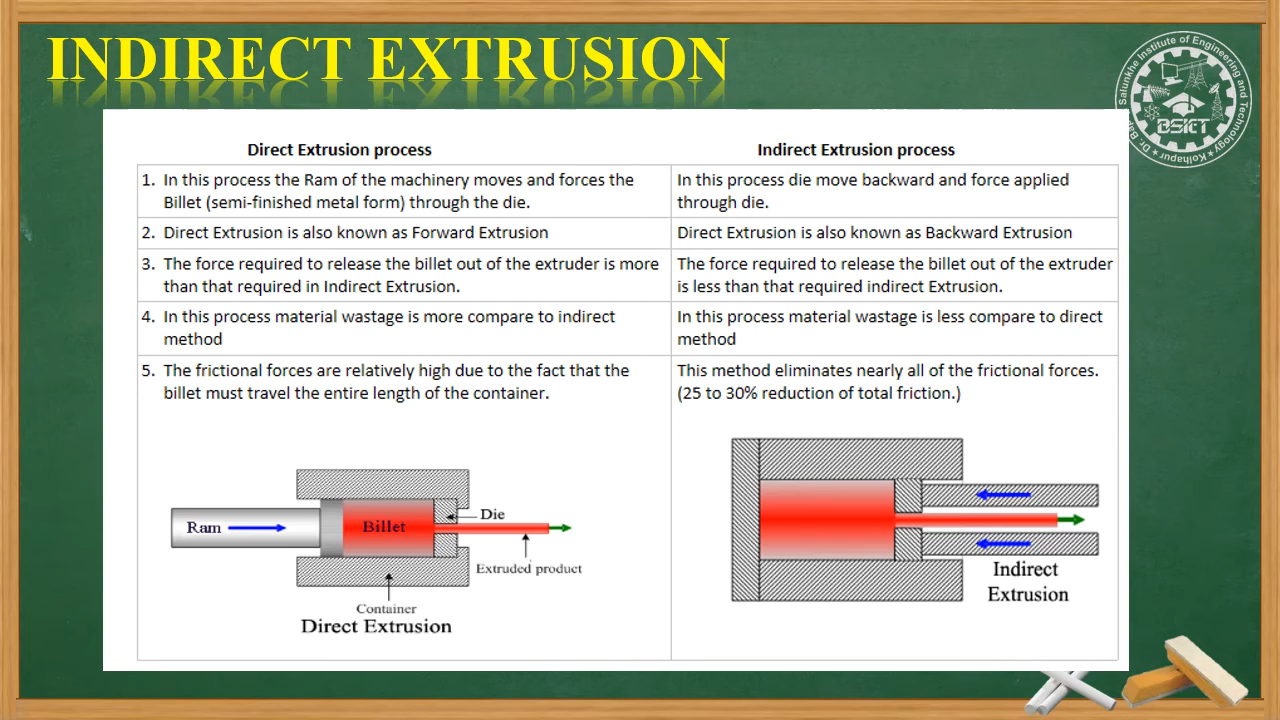 INDIRECT EXTRUSION
Salunkhe Institute of Engineering and Technology
Kolhapur
BSIET
Direct Extrusion process
Indirect Extrusion process
1. In this process the Ram of the machinery moves and forces the
Billet (semi-finished metal form) through the die.
In this process die move backward and force applied
through die.
2. Direct Extrusion is also known as Forward Extrusion
Direct Extrusion is also known as Backward Extrusion
3. The force required to release the billet out of the extruder is more
than that required in Indirect Extrusion.
The force required to release the billet out of the extruder
is less than that required indirect Extrusion.
4. In this process material wastage is more compare to indirect
method
In this process material wastage is less compare to direct
method
5. The frictional forces are relatively high due to the fact that the
billet must travel the entire length of the container.
This method eliminates nearly all of the frictional forces.
(25 to 30% reduction of total friction.)
Ram
Billet
Die
Extruded product
Container
Direct Extrusion
Indirect
Extrusion